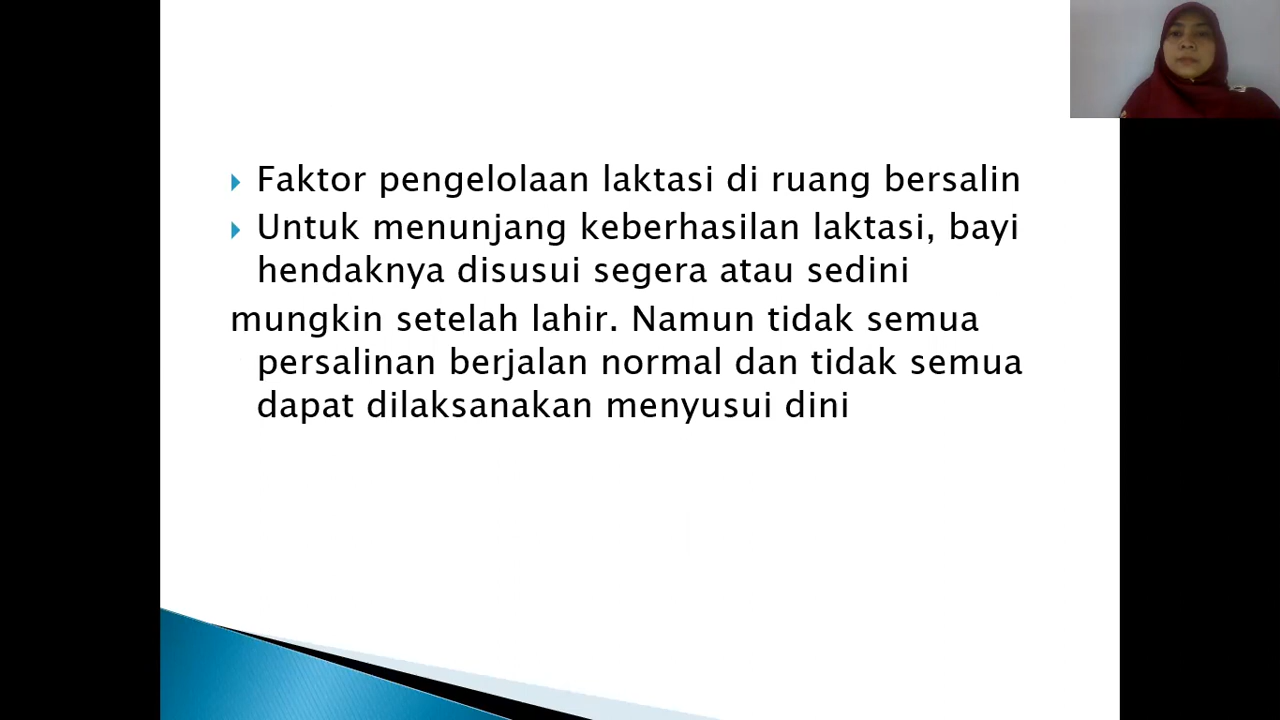 Faktor pengelolaan laktasi di ruang bersalin
Untuk menunjang keberhasilan laktasi, bayi
hendaknya disusui segera atau sedini
mungkin setelah lahir. Namun tidak semua
persalinan berjalan normal dan tidak semua
dapat dilaksanakan menyusui dini